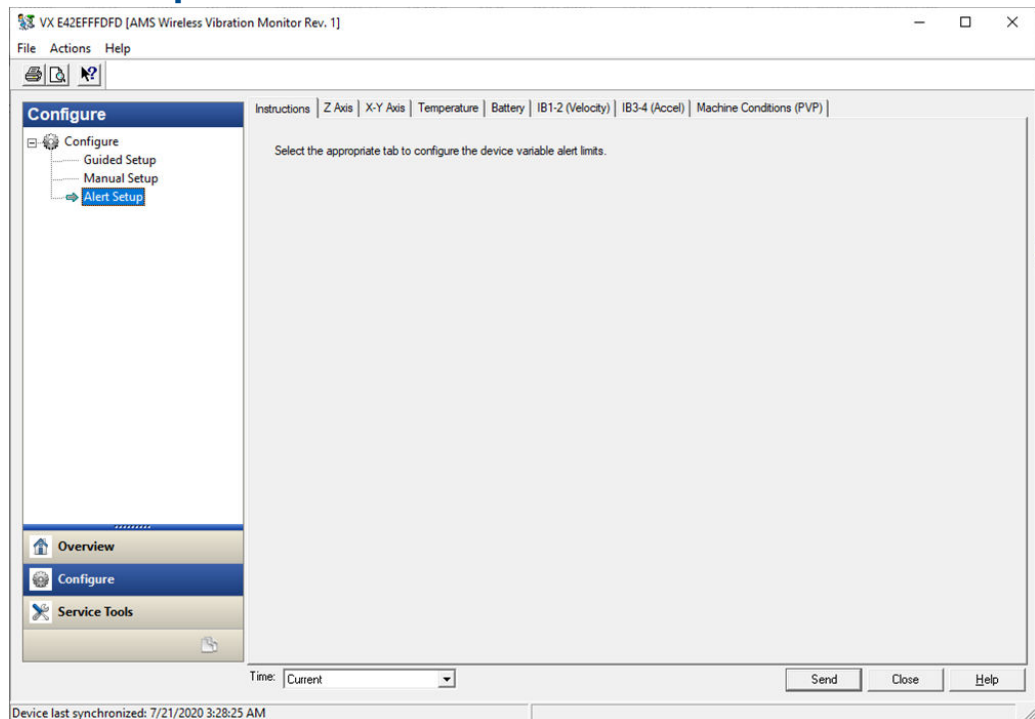 VX E42EFFFDFD [AMS Wireless Vibration Monitor Rev. 1]
File Actions Help
Configure
Configure
Guided Setup
Manual Setup
Alert Setup
Instructions Z Axis X-Y Axis Temperature Battery IB1-2 (Velocity) IB3-4 (Accel) Machine Conditions (PVP)
Select the appropriate tab to configure the device variable alert limits.
Overview
Configure
Service Tools
Time: Current
Send Close Help
Device last synchronized: 7/21/2020 3:28:25 AM